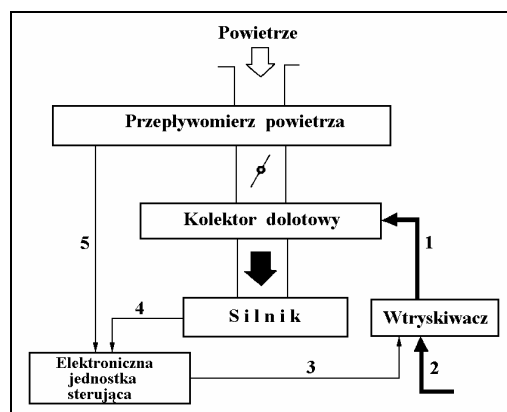 Powietrze
Przepływomierz powietrza
Kolektor dolotowy
5
1
4
Silnik
Wtryskiwacz
Elektroniczna
jednostka
sterująca
3
2